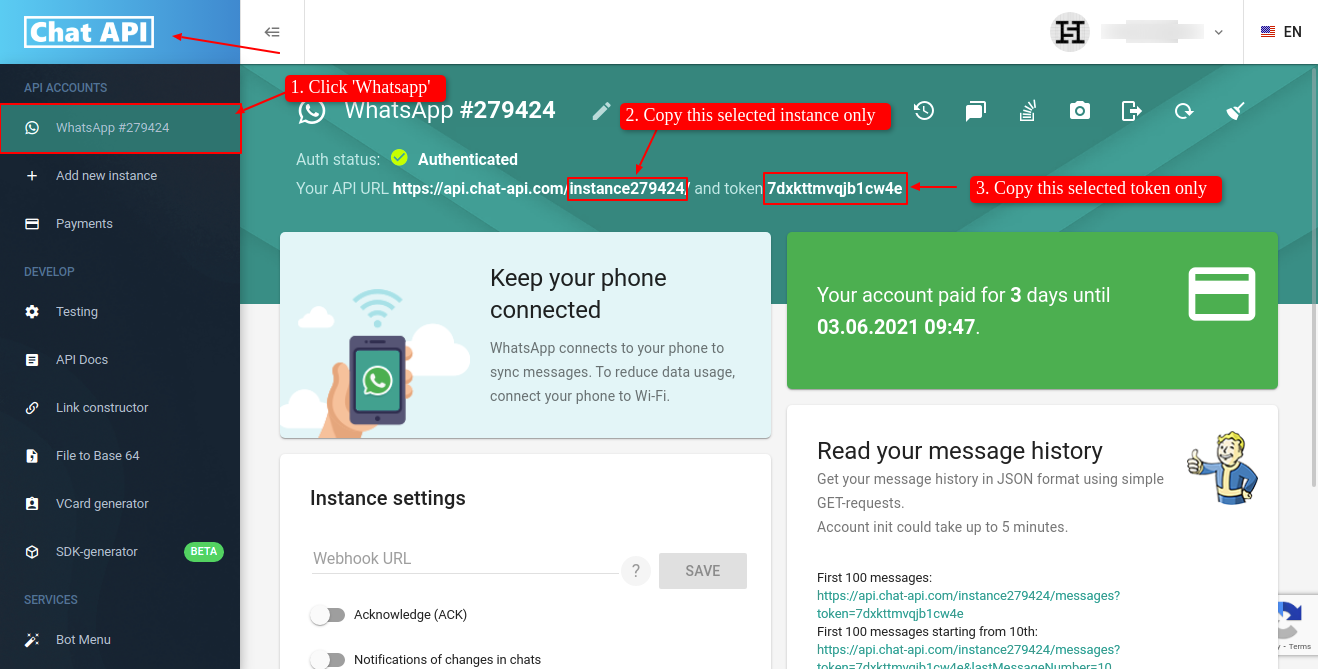 Chat API
EN
API ACCOUNTS
1. Click 'Whatsapp'
WhatsApp #279424
WhatsApp #279424
2. Copy this selected instance only
Auth status: Authenticated
Add new instance
Your API URL https://api.chat-api.com/instance279424/ and token 7dxkttmvqjb1cw4e
3. Copy this selected token only
Payments
DEVELOP
Testing
API Docs
Link constructor
File to Base 64
VCard generator
SDK-generator BETA
SERVICES
Bot Menu
Keep your phone
connected
WhatsApp connects to your phone to
sync messages. To reduce data usage,
connect your phone to Wi-Fi.
Your account paid for 3 days until
03.06.2021 09:47.
Instance settings
Webhook URL
?
SAVE
Acknowledge (ACK)
Notifications of changes in chats
Read your message history
Get your message history in JSON format using simple
GET-requests.
Account init could take up to 5 minutes.
First 100 messages:
https://api.chat-api.com/instance279424/messages?
token=7dxkttmvqjb1cw4e
First 100 messages starting from 10th:
https://api.chat-api.com/instance279424/messages?
token=7dxkttmvqjb1cw4e&lastMessageNumber=10
- Terms